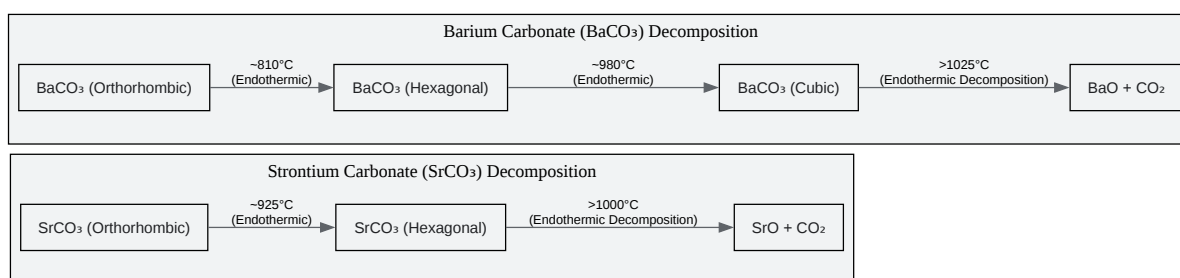 Barium Carbonate (BaCO₃) Decomposition
BaCO₃ (Orthorhombic)
~810°C
(Endothermic)
BaCO₃ (Hexagonal)
~980°C
(Endothermic)
BaCO₃ (Cubic)
>1025°C
(Endothermic Decomposition)
BaO + CO₂
Strontium Carbonate (SrCO₃) Decomposition
SrCO₃ (Orthorhombic)
~925°C
(Endothermic)
SrCO₃ (Hexagonal)
>1000°C
(Endothermic Decomposition)
SrO + CO₂